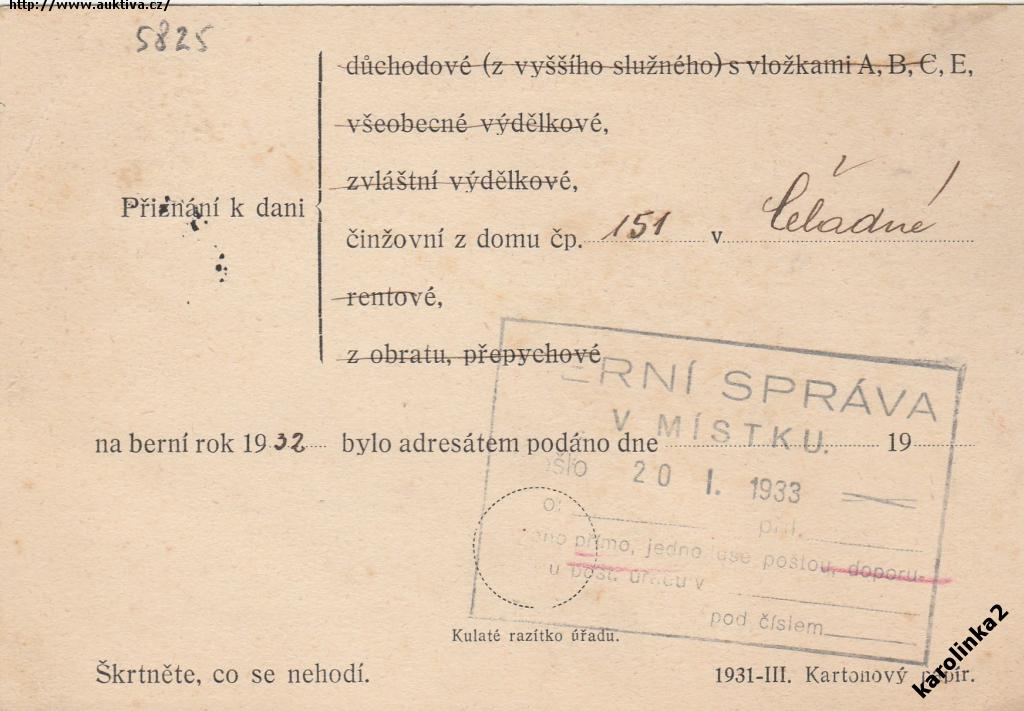 http://www.auktiva.cz/
5825
důchodové (z vyššího služného) s vložkami A, B, C, E,
všeobecné výdělkové,
zvláštní výdělkové,
Přiznání k dani
činžovní z domu čp. 151 v Čeladné
rentové,
z obratu, přepychové
ERNÍ SPRÁVA
V MÍSTKU.
na berní rok 1932 bylo adresátem podáno dne 19
20 I. 1933
příl.
přímo, jedno poštou, doporu-
u pošt. úřadu v
pod číslem
Kulaté razítko úřadu.
Škrtněte, co se nehodí.
1931-III. Kartonový papír.
karolinka2